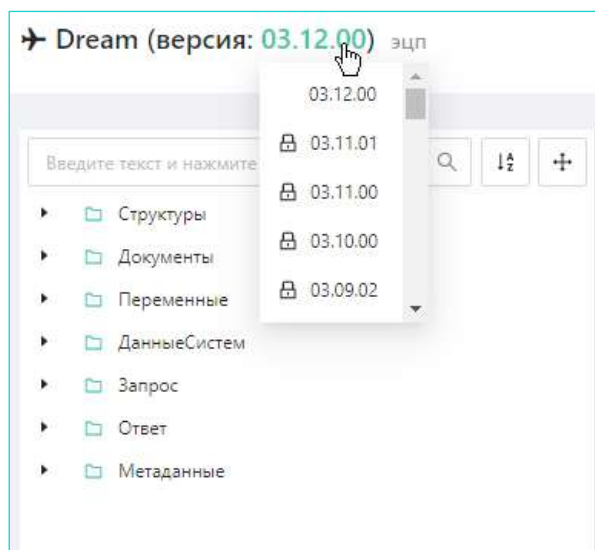 Dream (версия: 03.12.00) эцп
03.12.00
03.11.01
03.11.00
03.10.00
03.09.02
Введите текст и нажмите
Структуры
Документы
Переменные
ДанныеСистем
Запрос
Ответ
Метаданные